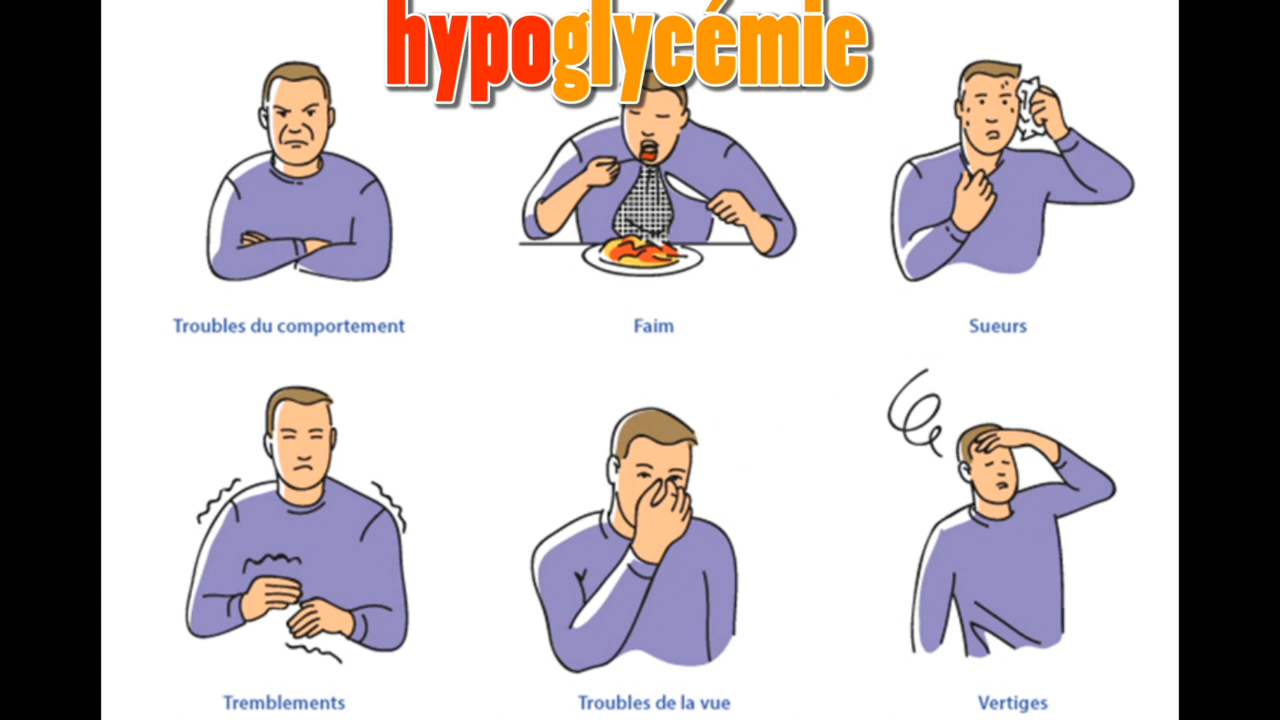 hypoglycémie
Troubles du comportement
Faim
Sueurs
Tremblements
Troubles de la vue
Vertiges